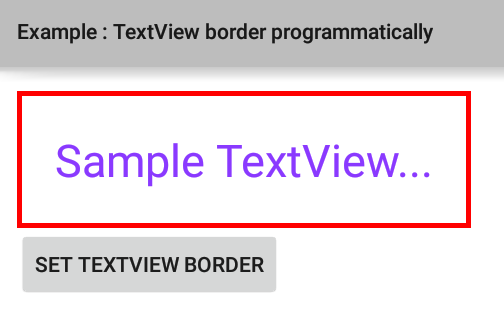 Example : TextView border programmatically
Sample TextView...
SET TEXTVIEW BORDER